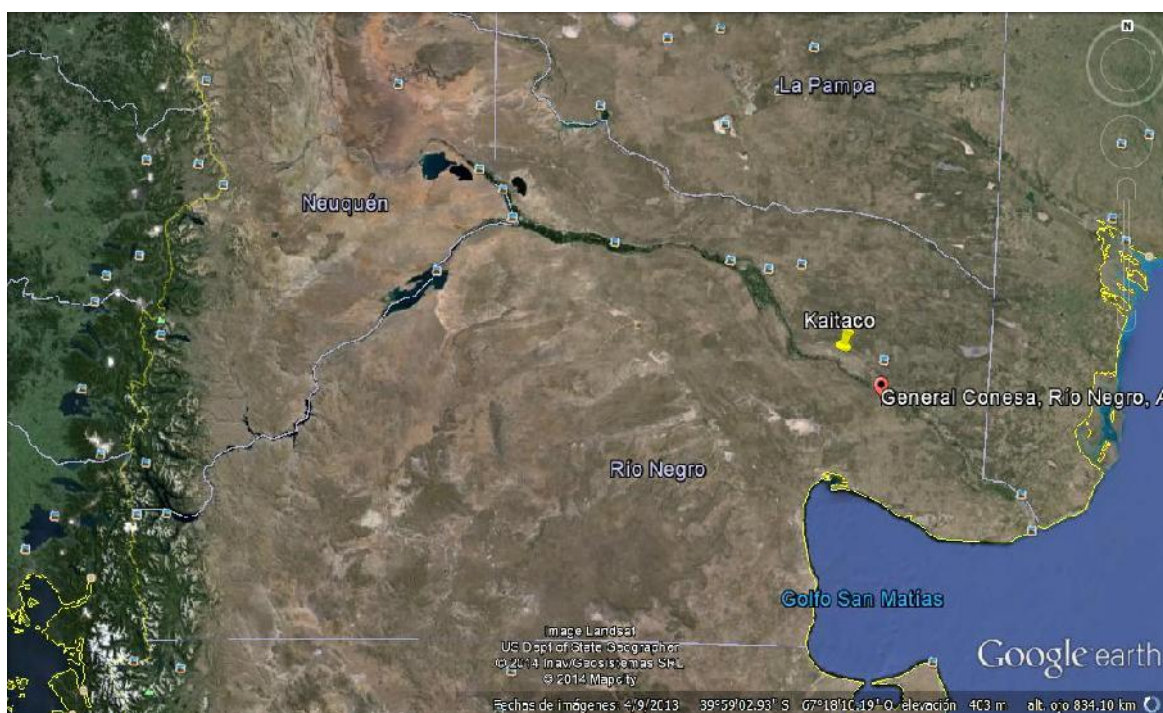 N
La Pampa
Neuquén
Kaitaco
General Conesa, Río Negro, A
Río Negro
Golfo San Matías
Image Landsat
US Dept of State Geographer
© 2014 Inav/Geosistemas SRL
© 2014 Mapcity
Google earth
Fechas de imágenes: 4/9/2013 39°59'02.93" S 67°18'10.19" O elevación 403 m alt. ojo 834.10 km